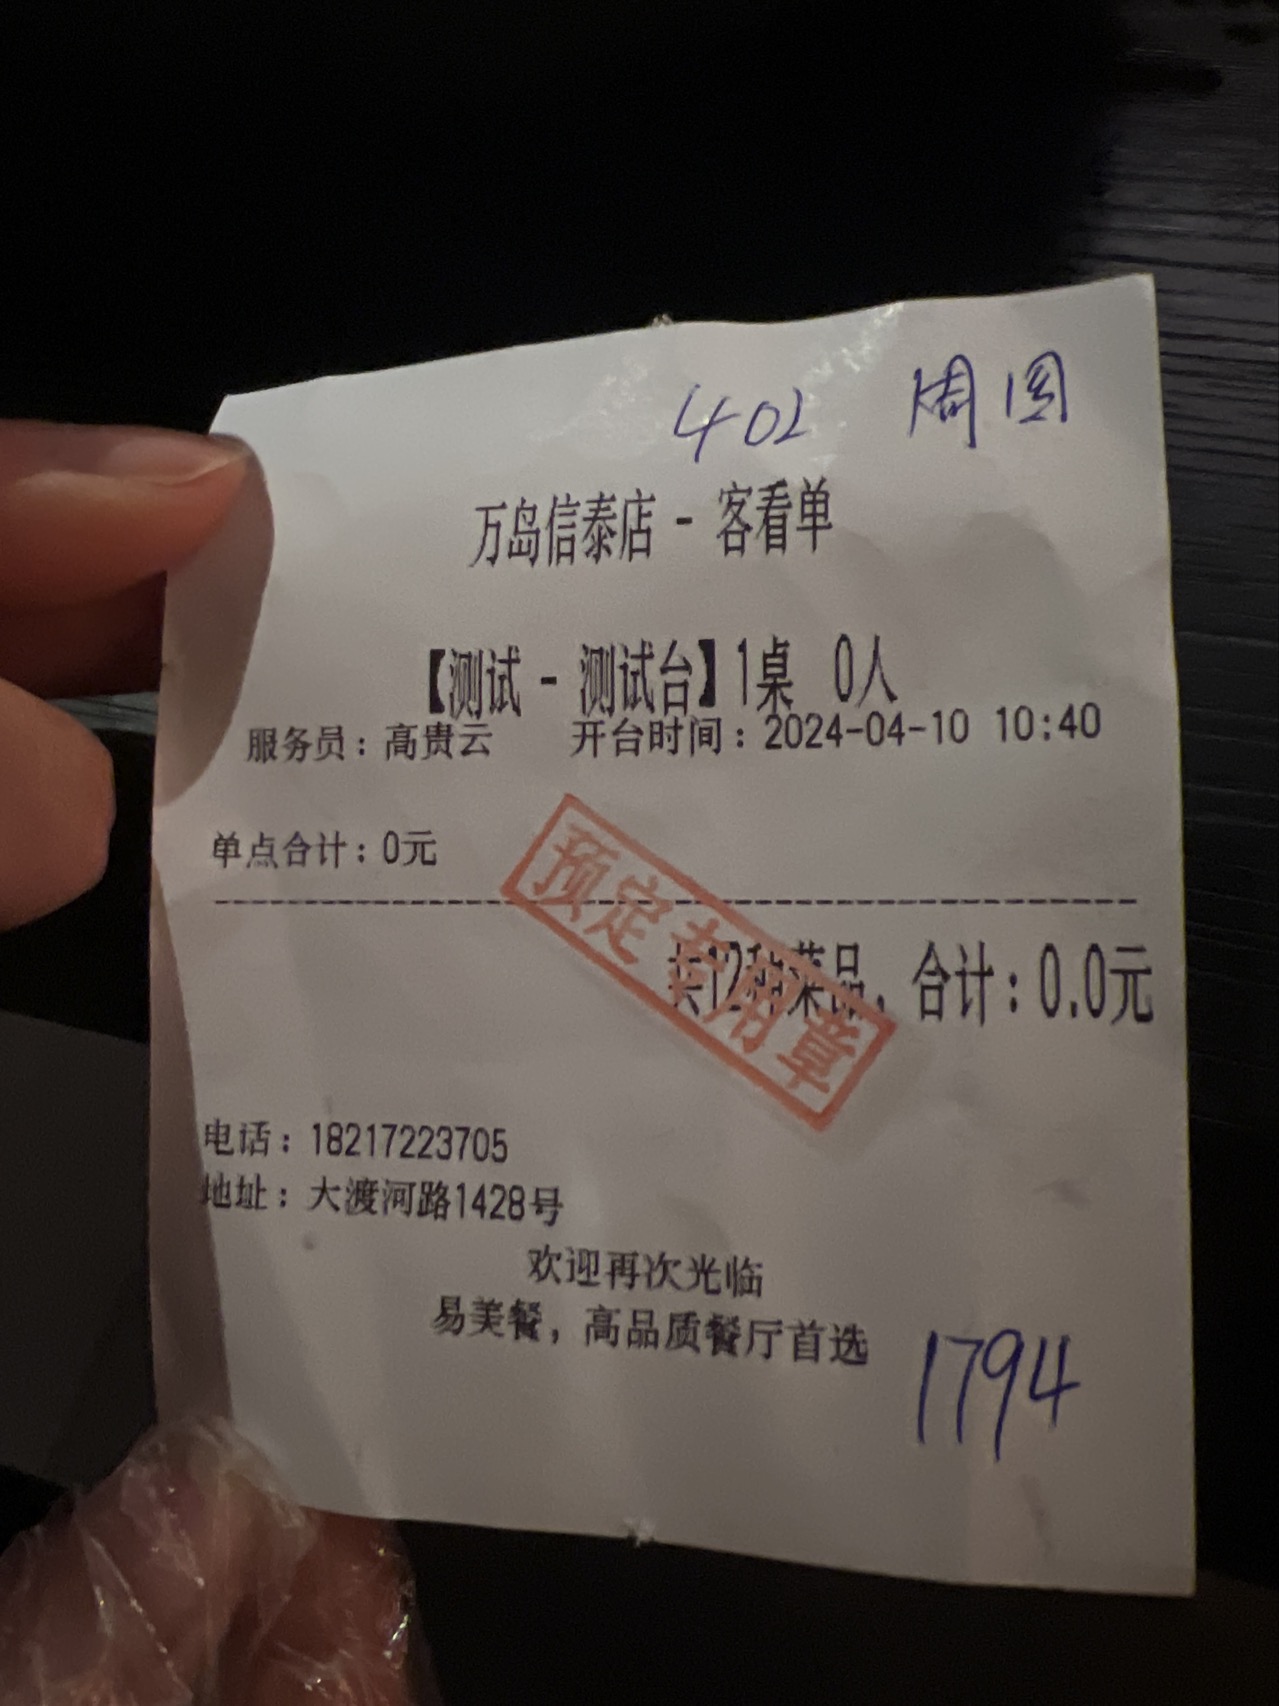 402 周圆
万岛信泰店 - 客看单
【测试 - 测试台】1桌 0人
服务员：高贵云 开台时间：2024-04-10 10:40
单点合计：0元
预定专用章
共12种菜品，合计：0.0元
电话：18217223705
地址：大渡河路1428号
欢迎再次光临
易美餐，高品质餐厅首选
1794